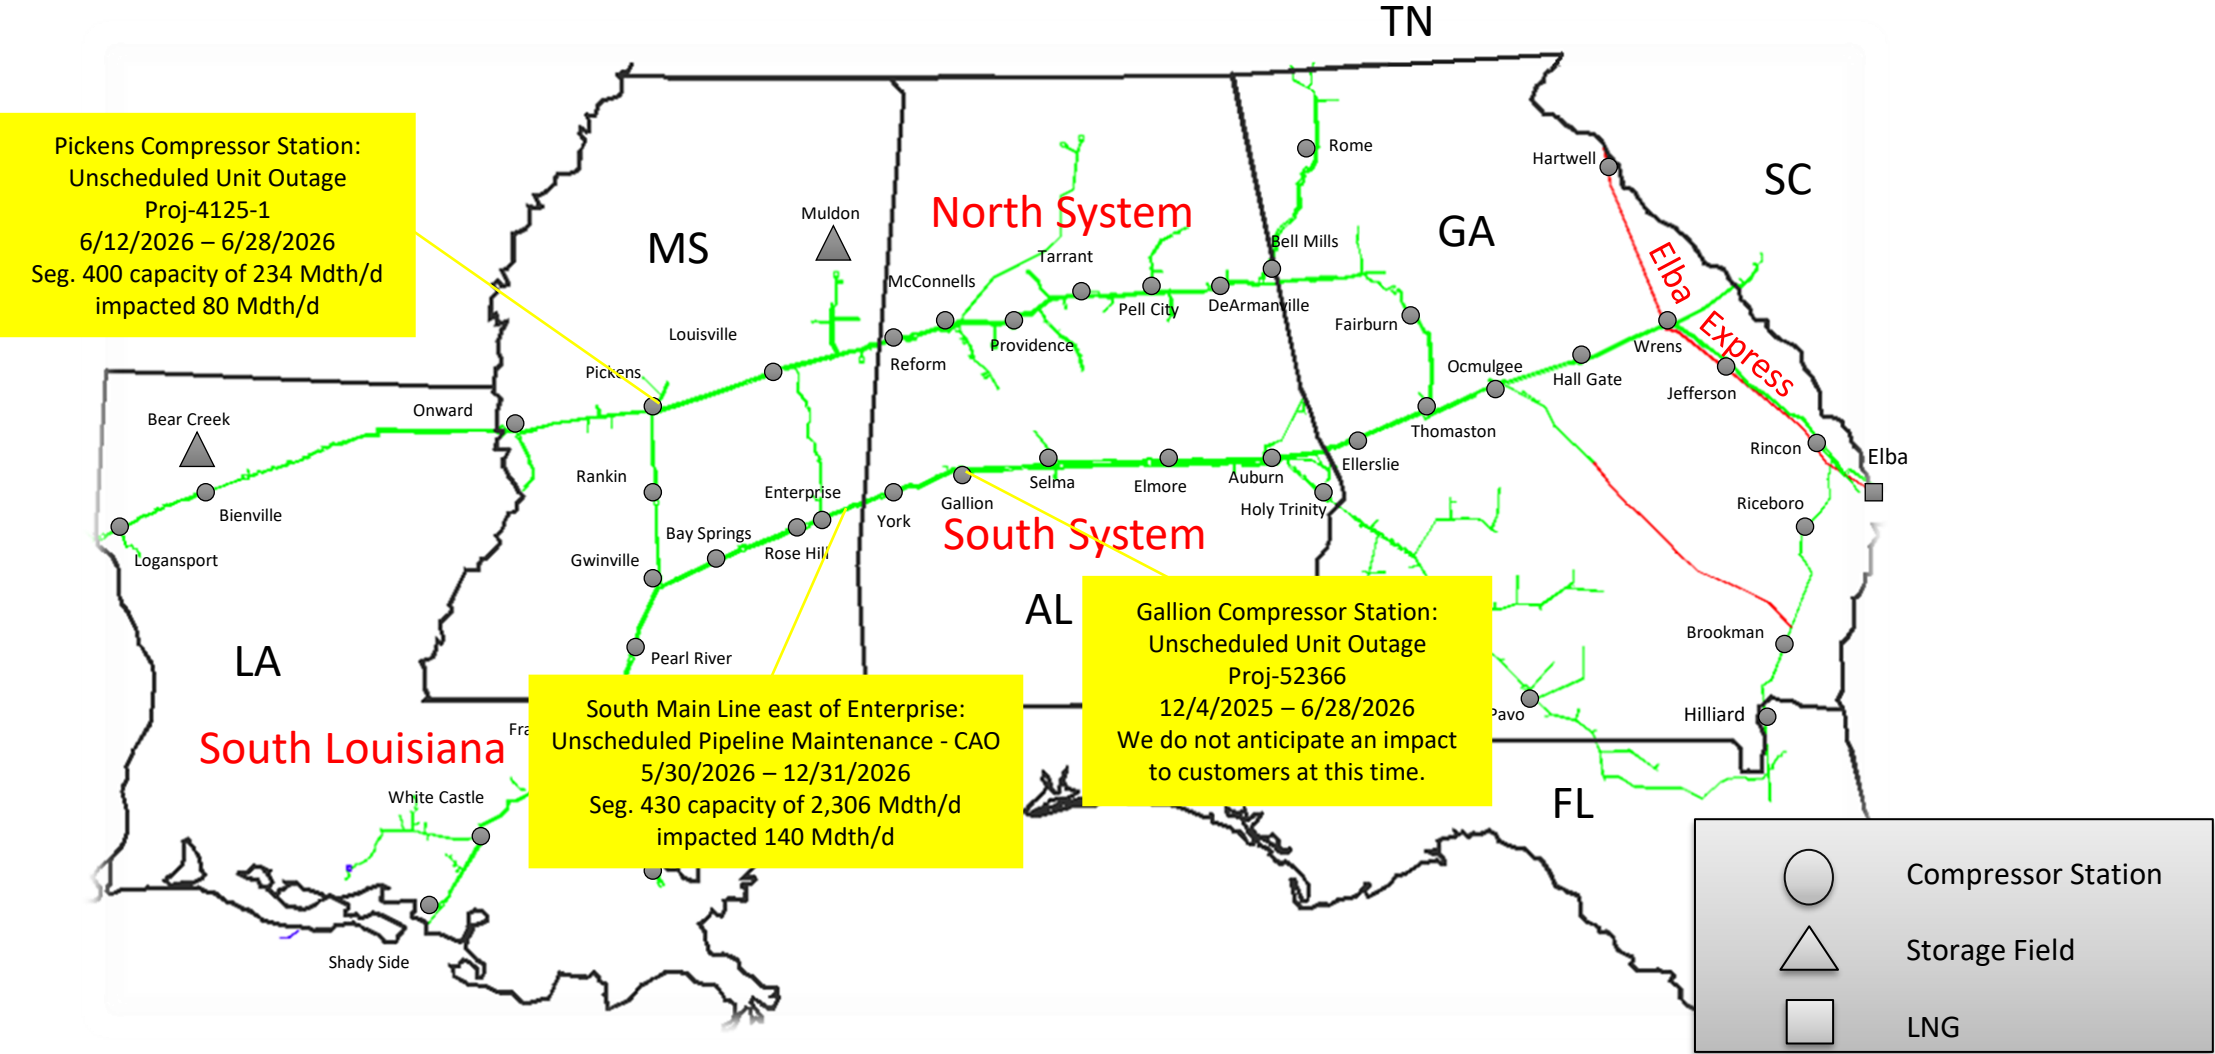 TN
Pickens Compressor Station:
Unscheduled Unit Outage
Proj-4125-1
6/12/2026 – 6/28/2026
Seg. 400 capacity of 234 Mdth/d
impacted 80 Mdth/d
Rome
Hartwell
SC
Muldon
North System
MS
GA
Bell Mills
Tarrant
Elba
Express
McConnells
Pell City
DeArmanville
Fairburn
Louisville
Reform
Providence
Wrens
Pickens
Ocmulgee
Hall Gate
Jefferson
Bear Creek
Onward
Thomaston
Rincon
Elba
Rankin
Enterprise
Selma
Elmore
Auburn
Ellerslie
Bienville
York
Gallion
Holy Trinity
Riceboro
Bay Springs
Rose Hill
South System
Logansport
Gwinville
AL
Gallion Compressor Station:
Unscheduled Unit Outage
Proj-52366
12/4/2025 – 6/28/2026
We do not anticipate an impact
to customers at this time.
Brookman
LA
Pearl River
South Main Line east of Enterprise:
Unscheduled Pipeline Maintenance - CAO
5/30/2026 – 12/31/2026
Seg. 430 capacity of 2,306 Mdth/d
impacted 140 Mdth/d
Pavo
Hilliard
Fra
South Louisiana
White Castle
FL
Shady Side
Compressor Station
Storage Field
LNG